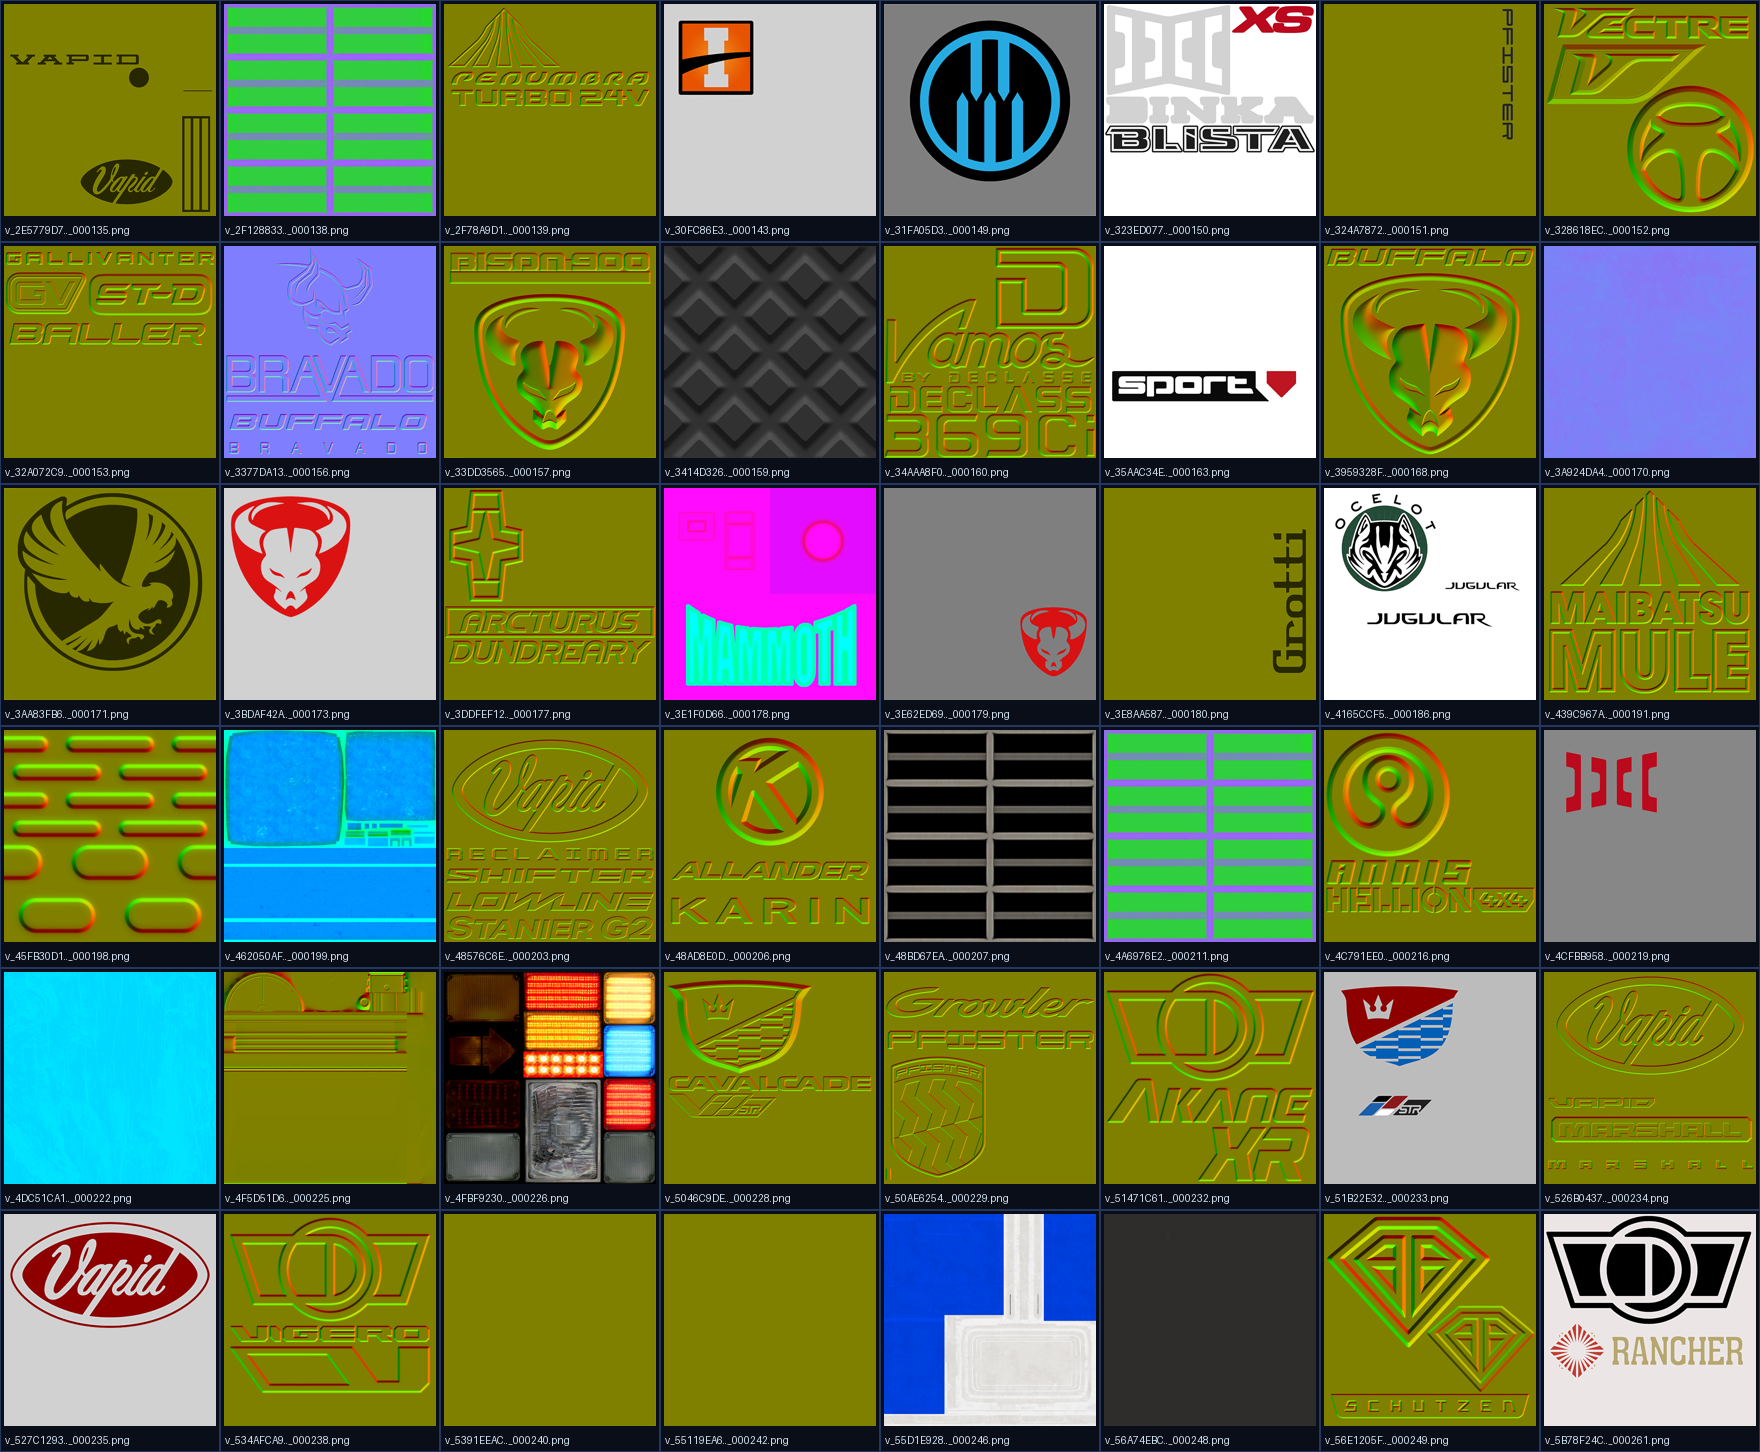 VAPID
Vapid
v_2E5779D7.._000135.png
v_2F128833.._000138.png
PENUMBRA
TURBO 24V
v_2F78A9D1.._000139.png
I
v_30FC86E3.._000143.png
v_31FA05D3.._000149.png
XS
DINKA
BLISTA
v_323ED077.._000150.png
PFISTER
v_324A7872.._000151.png
VECTRE
v_328618EC.._000152.png
GALLIVANTER
GV ST-D
BALLER
v_32A072C9.._000153.png
BRAVADO
BUFFALO
BRAVADO
v_3377DA13.._000156.png
BISON900
v_33DD3565.._000157.png
v_3414D326.._000159.png
D
Vamos
BY DECLASSE
DECLASS
369Ci
v_34AAA8F0.._000160.png
sport
v_35AAC34E.._000163.png
BUFFALO
v_3959328F.._000168.png
v_3A924DA4.._000170.png
v_3AA83FB6.._000171.png
v_3BDAF42A.._000173.png
ARCTURUS
DUNDREARY
v_3DDFEF12.._000177.png
MAMMOTH
v_3E1F0D66.._000178.png
v_3E62ED69.._000179.png
Grotti
v_3E8AA587.._000180.png
OCELOT
JUGULAR
JUGULAR
v_4165CCF5.._000186.png
MAIBATSU
MULE
v_439C967A.._000191.png
v_45FB30D1.._000198.png
v_462050AF.._000199.png
Vapid
RECLAIMER
SHIFTER
LOWLINE
STANIER G2
v_48576C6E.._000203.png
K
ALLANDER
KARIN
v_48AD8E0D.._000206.png
v_48BD67EA.._000207.png
v_4A6976E2.._000211.png
ANNIS
HELLION 4x4
v_4C791EE0.._000216.png
v_4CFBB958.._000219.png
v_4DC51CA1.._000222.png
v_4F5D51D6.._000225.png
v_4FBF9230.._000226.png
CAVALCADE
STR
v_5046C9DE.._000228.png
Growler
PFISTER
PFISTER
v_50AE6254.._000229.png
AKANE
XR
v_51471C61.._000232.png
STR
v_51B22E32.._000233.png
Vapid
VAPID
MARSHALL
MARSHALL
v_526B0437.._000234.png
Vapid
v_527C1293.._000235.png
VIGERO
v_534AFCA9.._000238.png
v_5391EEAC.._000240.png
v_55119EA6.._000242.png
v_55D1E928.._000246.png
v_56A74EBC.._000248.png
SCHUTZEN
v_56E1205F.._000249.png
RANCHER
v_5B78F24C.._000261.png